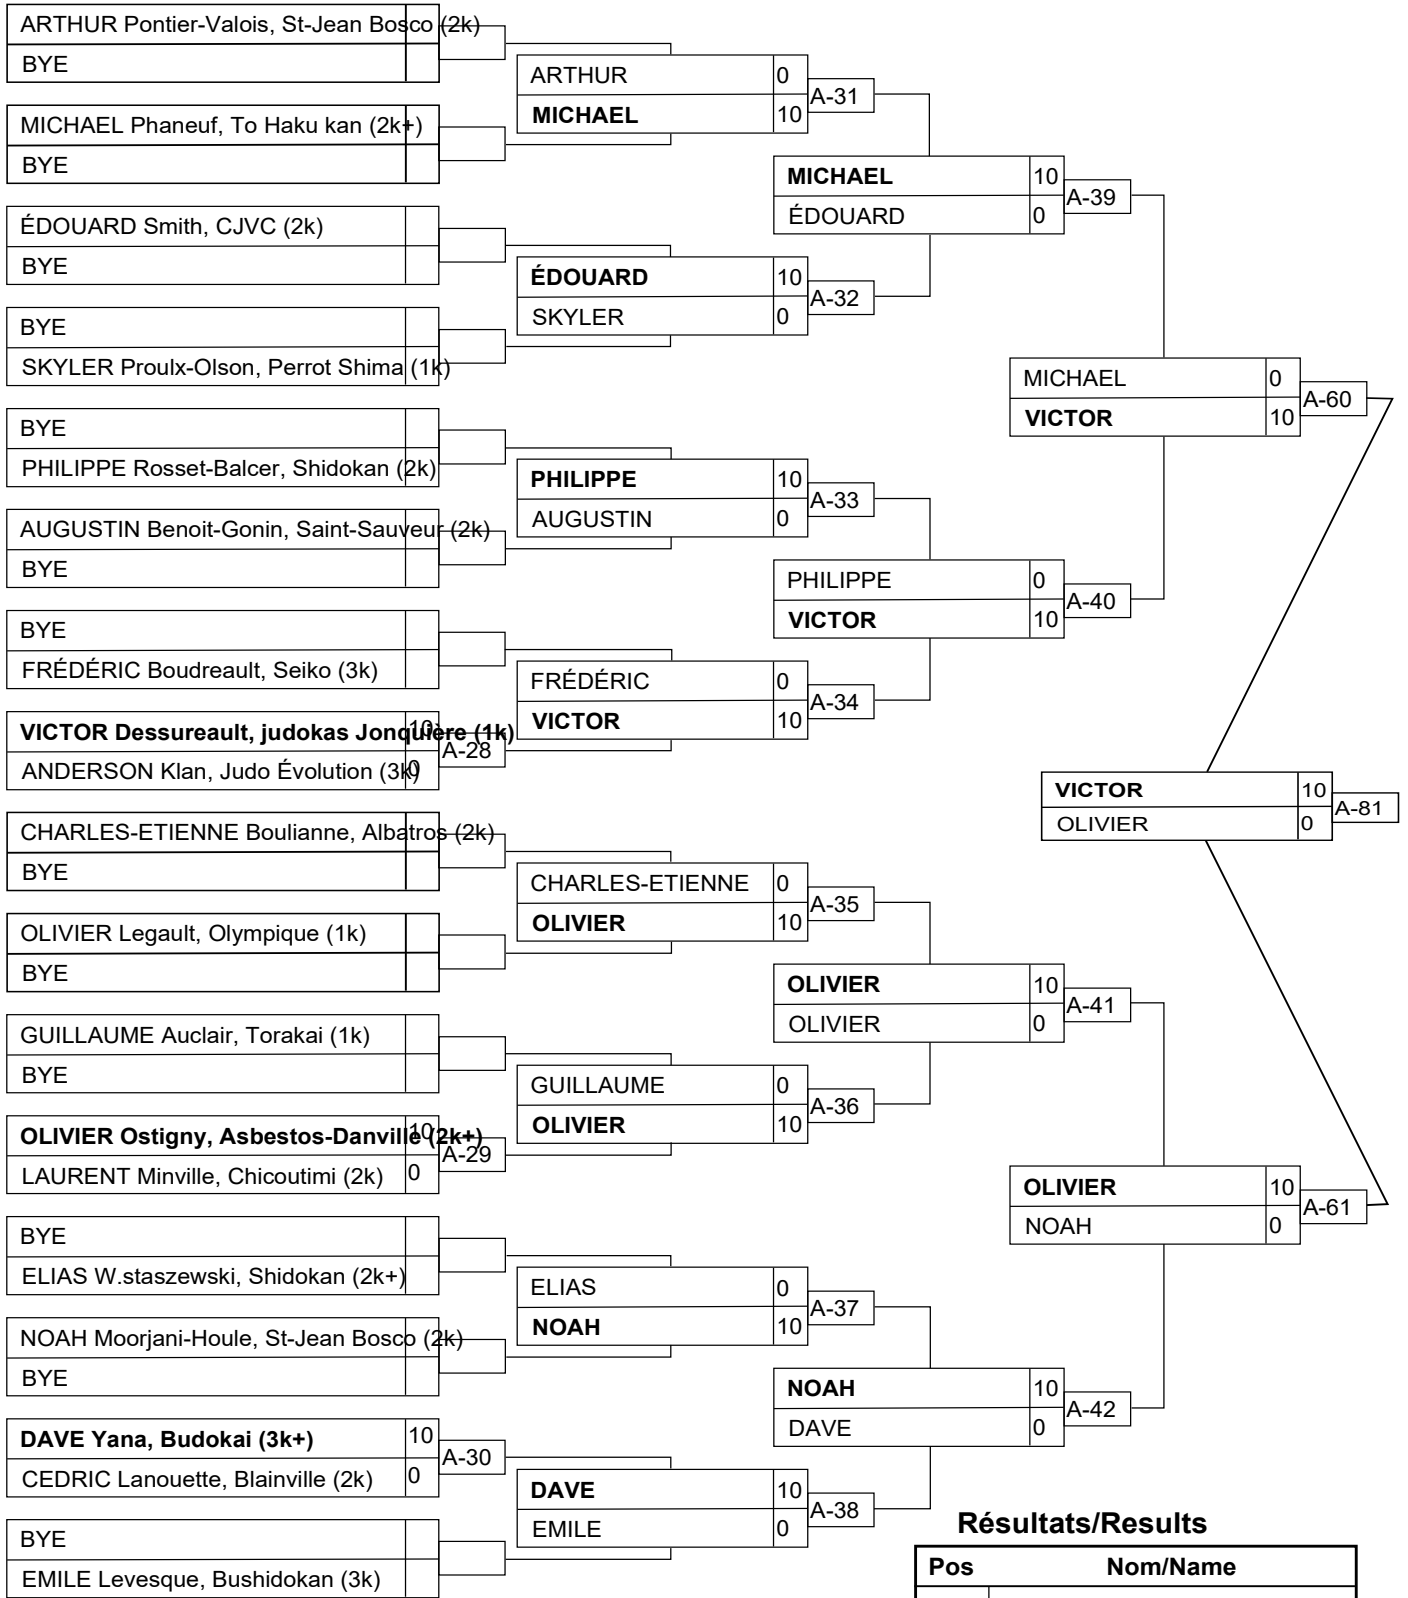 ARTHUR Pontier-Valois, St-Jean Bosco (2k)
BYE
MICHAEL Phaneuf, To Haku kan (2k+)
BYE
ÉDOUARD Smith, CJVC (2k)
BYE
BYE
SKYLER Proulx-Olson, Perrot Shima (1k)
BYE
PHILIPPE Rosset-Balcer, Shidokan (2k)
AUGUSTIN Benoit-Gonin, Saint-Sauveur (2k)
BYE
BYE
FRÉDÉRIC Boudreault, Seiko (3k)
VICTOR Dessureault, judokas Jonquière (1k) 10
ANDERSON Klan, Judo Évolution (3k) 0
A-28
CHARLES-ETIENNE Boulianne, Albatros (2k)
BYE
OLIVIER Legault, Olympique (1k)
BYE
GUILLAUME Auclair, Torakai (1k)
BYE
OLIVIER Ostigny, Asbestos-Danville (2k+) 10
LAURENT Minville, Chicoutimi (2k) 0
A-29
BYE
ELIAS W.staszewski, Shidokan (2k+)
NOAH Moorjani-Houle, St-Jean Bosco (2k)
BYE
DAVE Yana, Budokai (3k+) 10
CEDRIC Lanouette, Blainville (2k) 0
A-30
BYE
EMILE Levesque, Bushidokan (3k)
ARTHUR 0
MICHAEL 10
A-31
ÉDOUARD 10
SKYLER 0
A-32
PHILIPPE 10
AUGUSTIN 0
A-33
FRÉDÉRIC 0
VICTOR 10
A-34
CHARLES-ETIENNE 0
OLIVIER 10
A-35
GUILLAUME 0
OLIVIER 10
A-36
ELIAS 0
NOAH 10
A-37
DAVE 10
EMILE 0
A-38
MICHAEL 10
ÉDOUARD 0
A-39
PHILIPPE 0
VICTOR 10
A-40
OLIVIER 10
OLIVIER 0
A-41
NOAH 10
DAVE 0
A-42
MICHAEL 0
VICTOR 10
A-60
OLIVIER 10
NOAH 0
A-61
VICTOR 10
OLIVIER 0
A-81
Résultats/Results
Pos Nom/Name